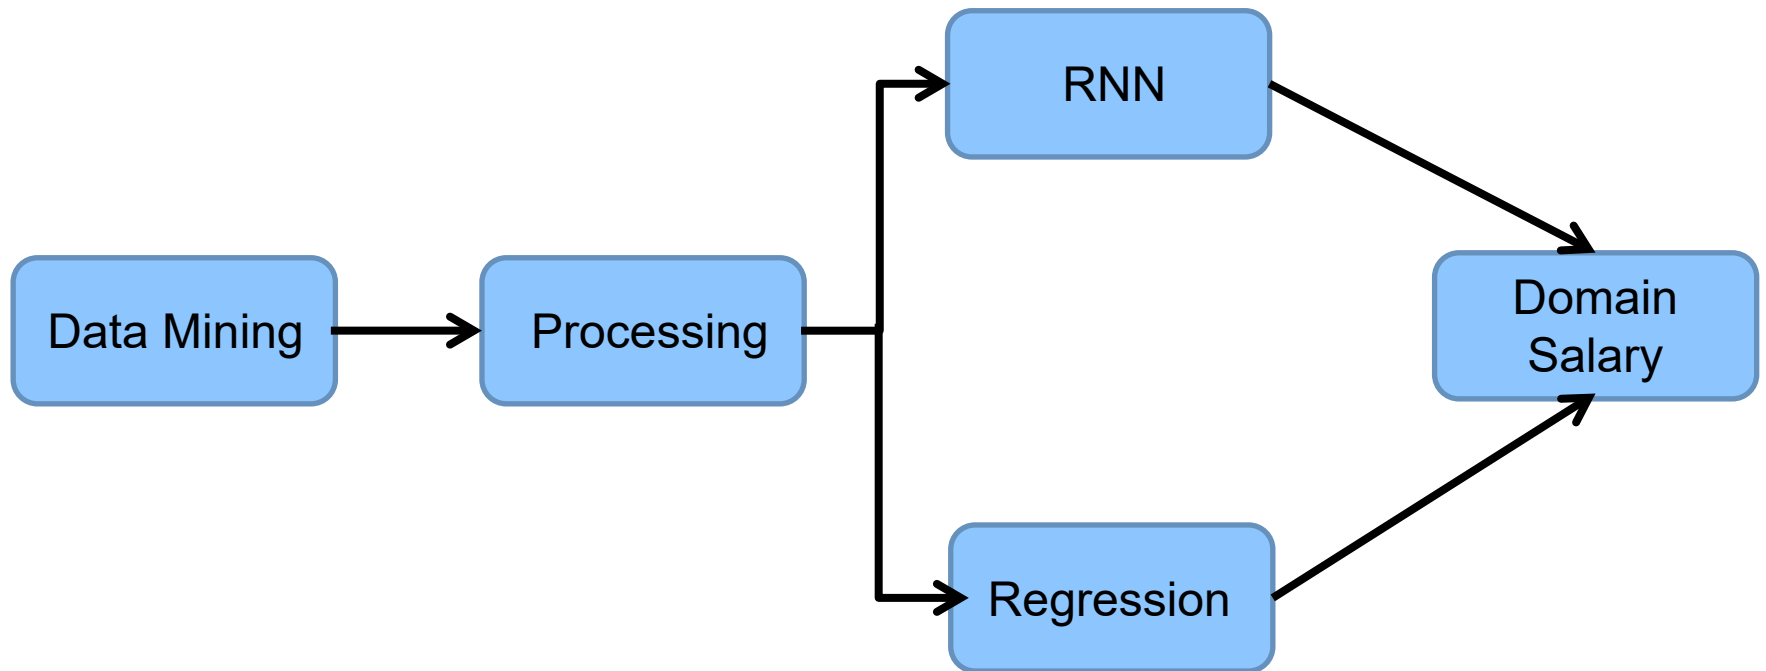 Data Mining
Processing
RNN
Regression
Domain
Salary